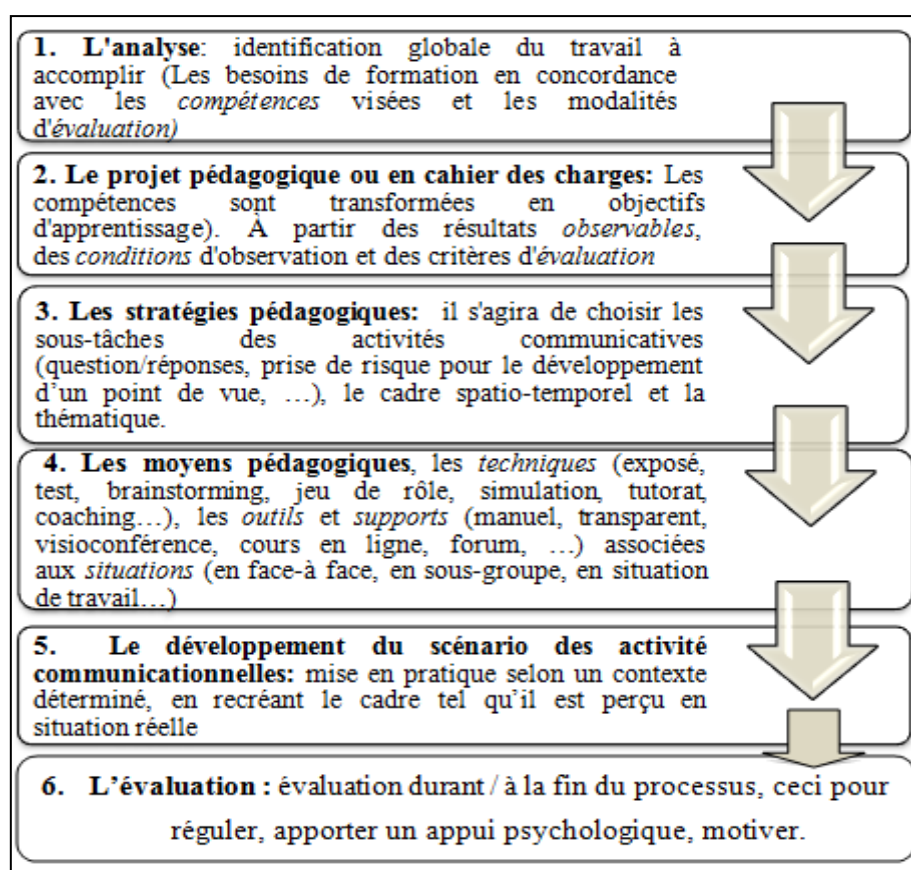 1. L'analyse: identification globale du travail à
accomplir (Les besoins de formation en concordance
avec les compétences visées et les modalités
d'évaluation)
2. Le projet pédagogique ou en cahier des charges: Les
compétences sont transformées en objectifs
d'apprentissage). À partir des résultats observables,
des conditions d'observation et des critères d'évaluation
3. Les stratégies pédagogiques: il s'agira de choisir les
sous-tâches des activités communicatives
(question/réponses, prise de risque pour le développement
d'un point de vue, …), le cadre spatio-temporel et la
thématique.
4. Les moyens pédagogiques, les techniques (exposé,
test, brainstorming, jeu de rôle, simulation, tutorat,
coaching…), les outils et supports (manuel, transparent,
visioconférence, cours en ligne, forum, …) associées
aux situations (en face-à face, en sous-groupe, en situation
de travail…)
5. Le développement du scénario des activité
communicationnelles: mise en pratique selon un contexte
déterminé, en recréant le cadre tel qu'il est perçu en
situation réelle
6. L'évaluation : évaluation durant / à la fin du processus, ceci pour
réguler, apporter un appui psychologique, motiver.